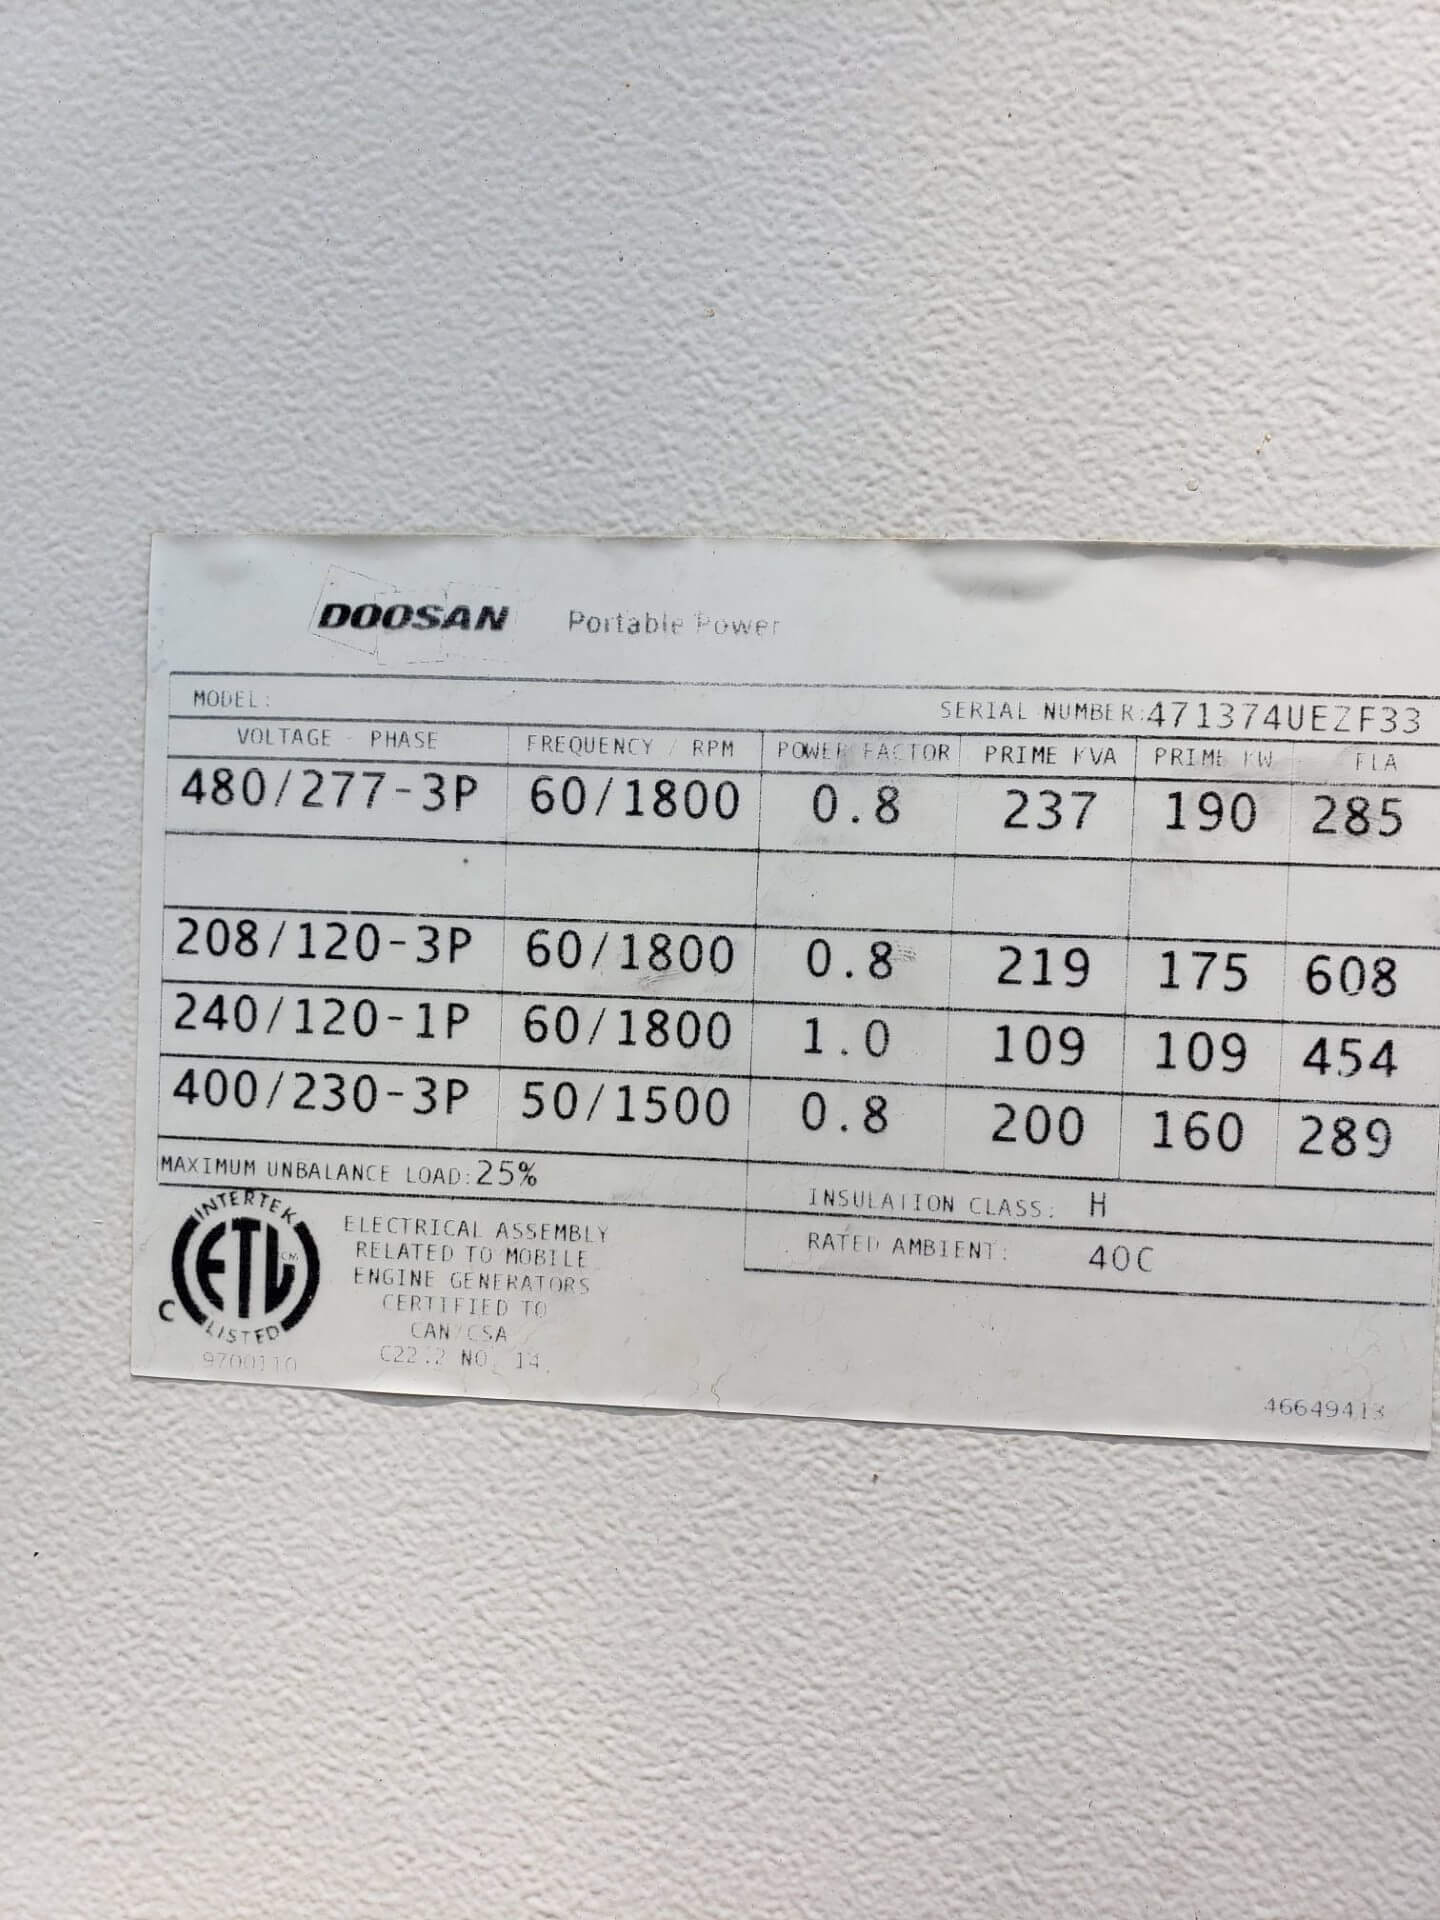 DOOSAN Portable Power
MODEL:
SERIAL NUMBER:471374UEZF33
VOLTAGE - PHASE FREQUENCY / RPM POWER FACTOR PRIME KVA PRIME KW FLA
480/277-3P 60/1800 0.8 237 190 285
208/120-3P 60/1800 0.8 219 175 608
240/120-1P 60/1800 1.0 109 109 454
400/230-3P 50/1500 0.8 200 160 289
MAXIMUM UNBALANCE LOAD:25%
INSULATION CLASS: H
RATED AMBIENT: 40C
INTERTEK
ETL CM
C
LISTED
9700110
ELECTRICAL ASSEMBLY
RELATED TO MOBILE
ENGINE GENERATORS
CERTIFIED TO
CAN/CSA
C22.2 NO. 14.
46649413